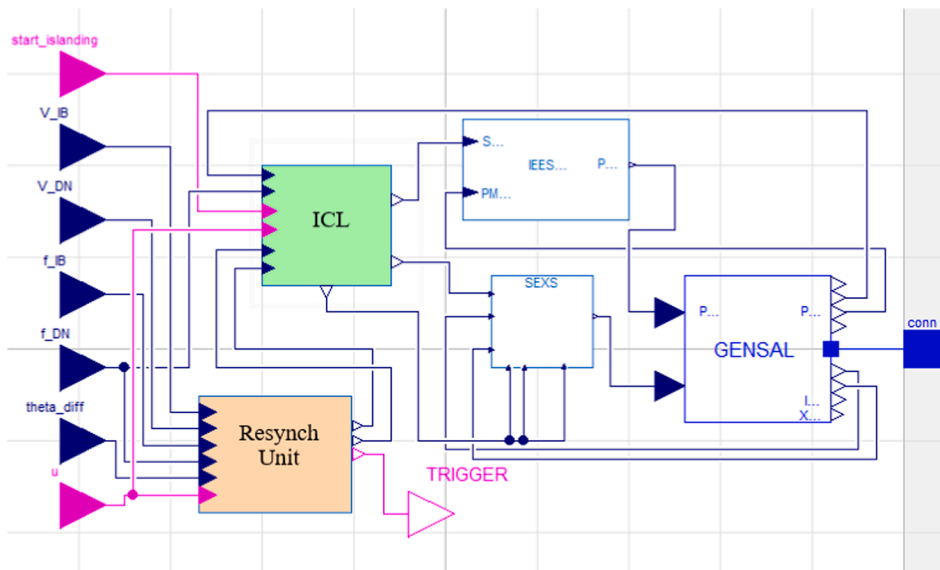 start_islanding
V_IB
V_DN
f_IB
f_DN
theta_diff
u
ICL
Resynch
Unit
TRIGGER
S...
IEES...
P...
PM...
SEXS
P...
P...
GENSAL
I...
X...
conn